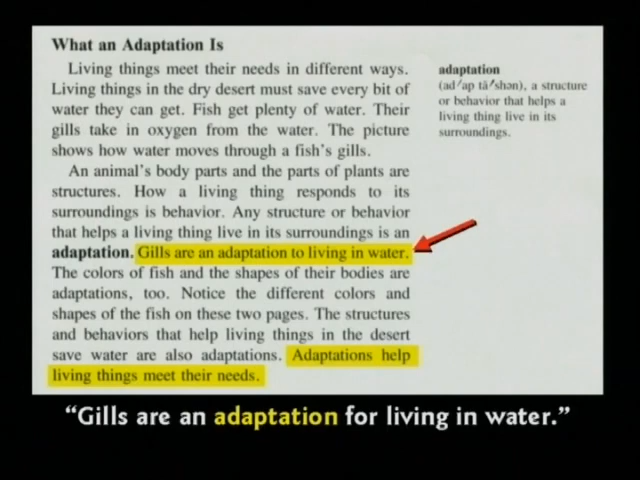 What an Adaptation Is
Living things meet their needs in different ways.
Living things in the dry desert must save every bit of
water they can get. Fish get plenty of water. Their
gills take in oxygen from the water. The picture
shows how water moves through a fish's gills.
An animal's body parts and the parts of plants are
structures. How a living thing responds to its
surroundings is behavior. Any structure or behavior
that helps a living thing live in its surroundings is an
adaptation. Gills are an adaptation to living in water.
The colors of fish and the shapes of their bodies are
adaptations, too. Notice the different colors and
shapes of the fish on these two pages. The structures
and behaviors that help living things in the desert
save water are also adaptations. Adaptations help
living things meet their needs.
adaptation
(ad′ap tā′shən), a structure
or behavior that helps a
living thing live in its
surroundings.
“Gills are an adaptation for living in water.”